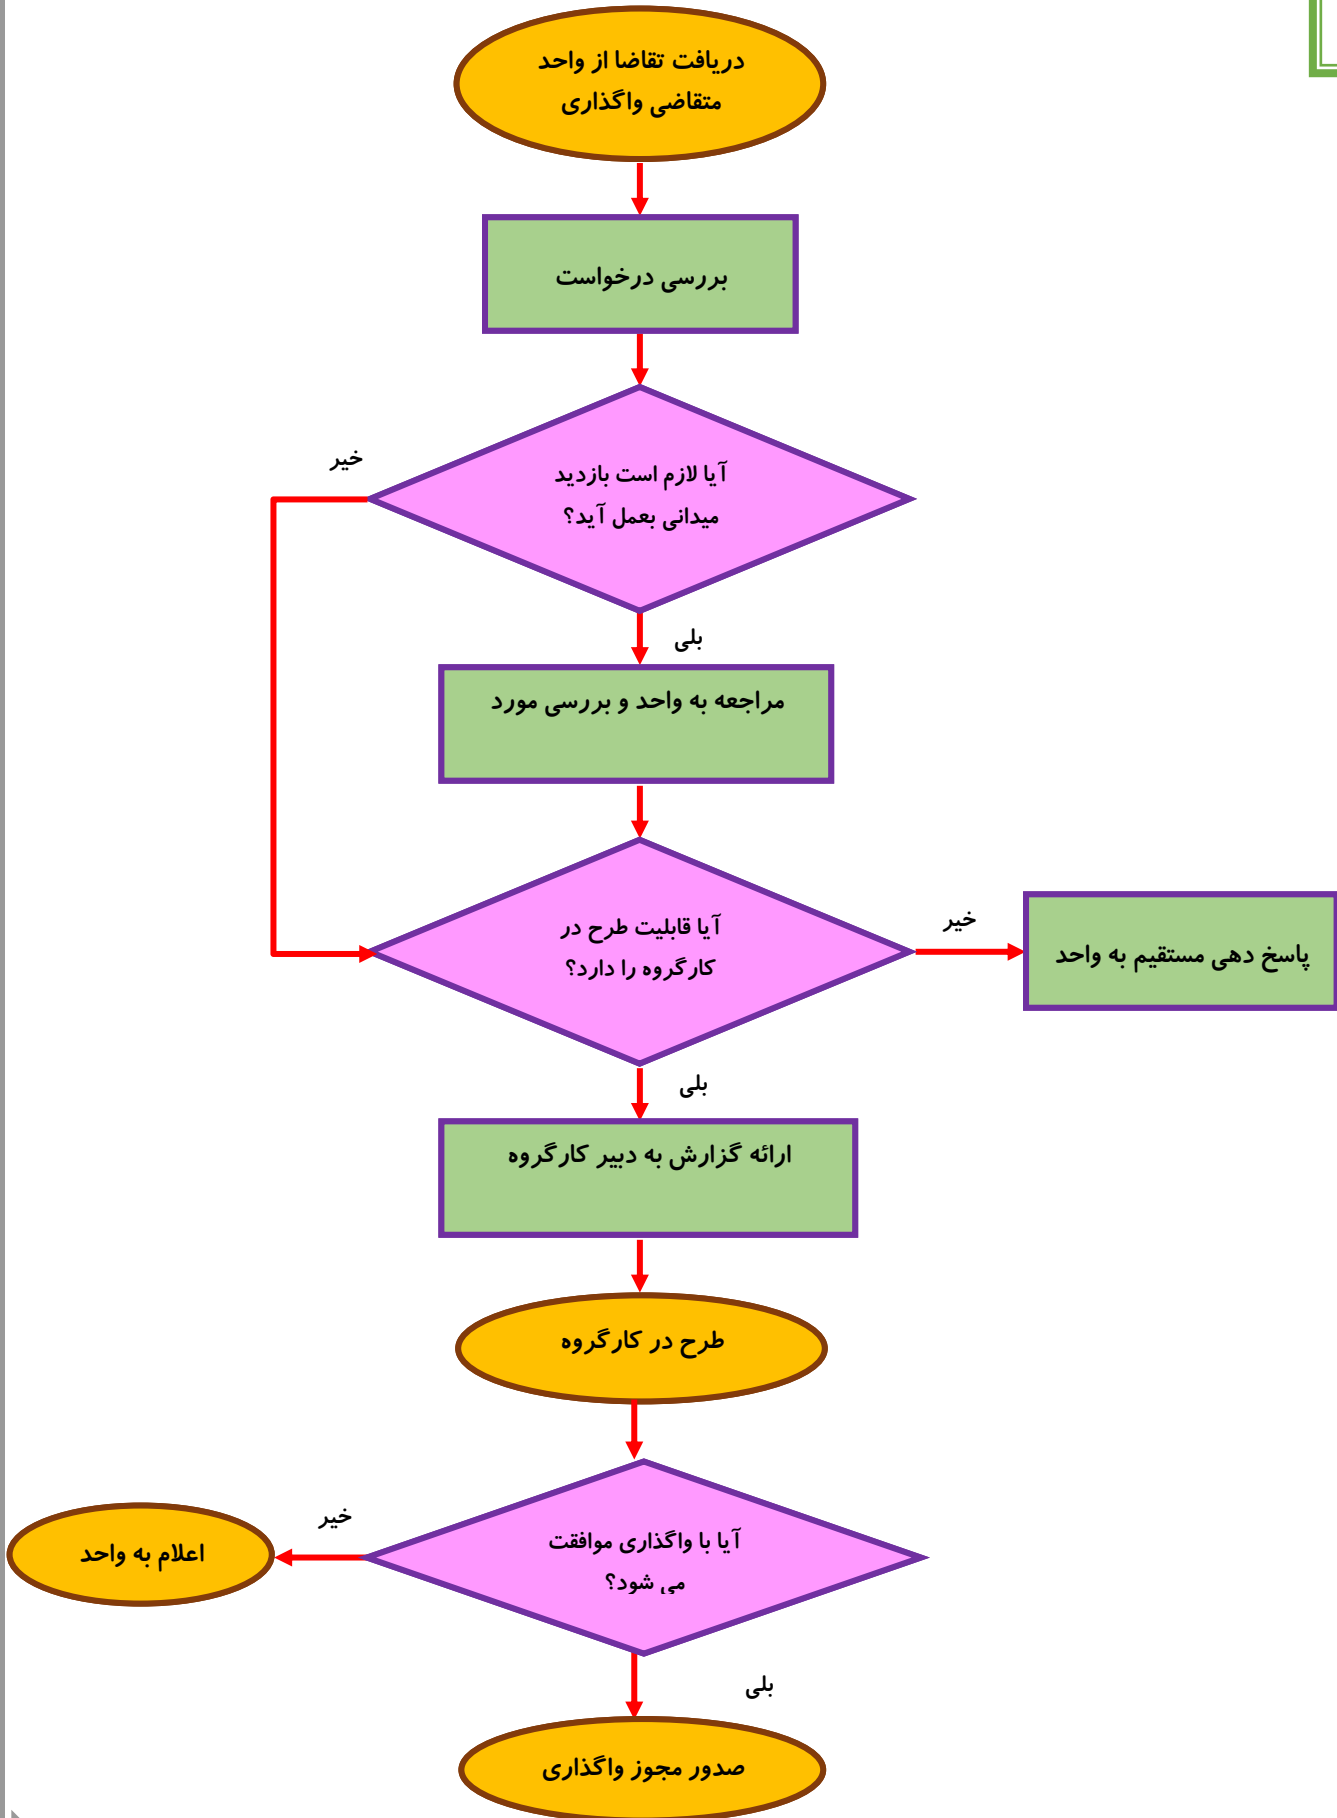 دریافت تقاضا از واحد
متقاضی واگذاری
بررسی درخواست
آیا لازم است بازدید
میدانی بعمل آید؟
خیر
بلی
مراجعه به واحد و بررسی مورد
آیا قابلیت طرح در
کارگروه را دارد؟
خیر
پاسخ دهی مستقیم به واحد
بلی
ارائه گزارش به دبیر کارگروه
طرح در کارگروه
آیا با واگذاری موافقت
می شود؟
خیر
اعلام به واحد
بلی
صدور مجوز واگذاری